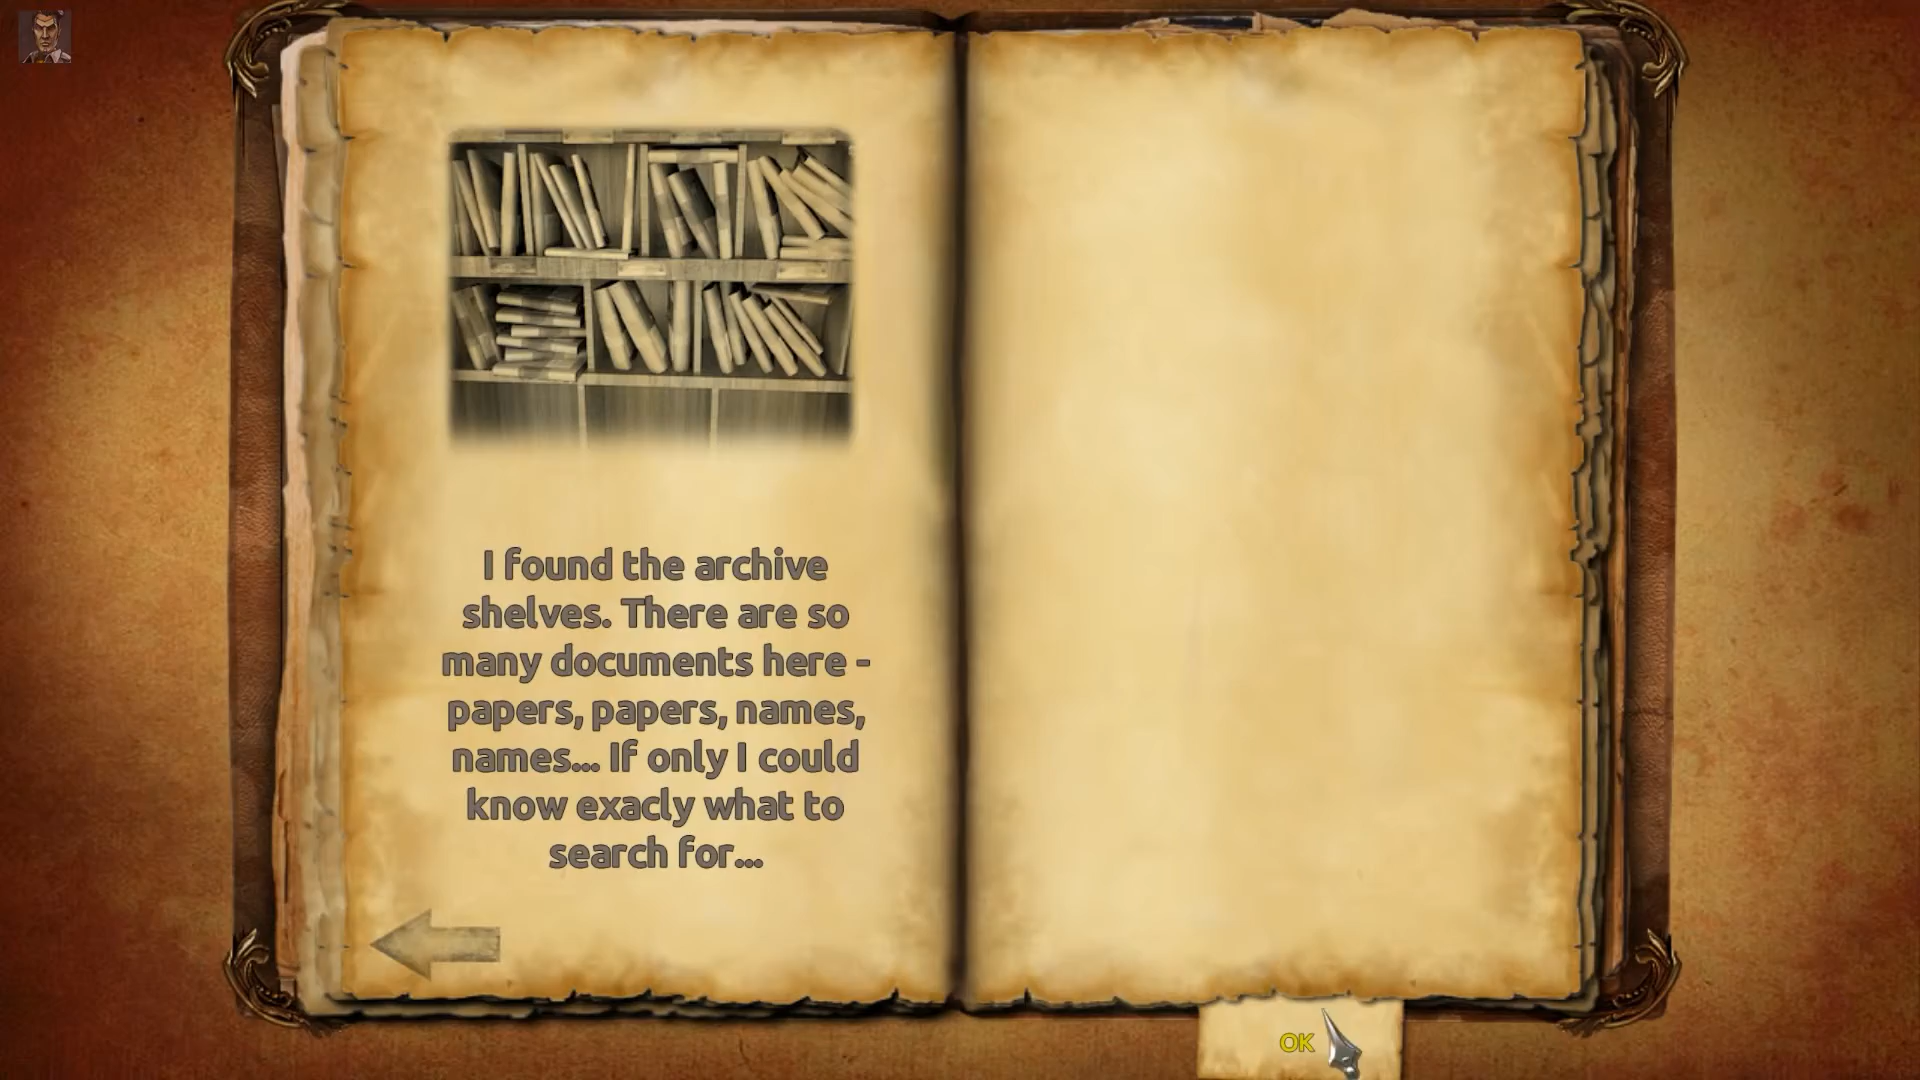 I found the archive
shelves. There are so
many documents here -
papers, papers, names,
names... If only I could
know exacly what to
search for...
OK